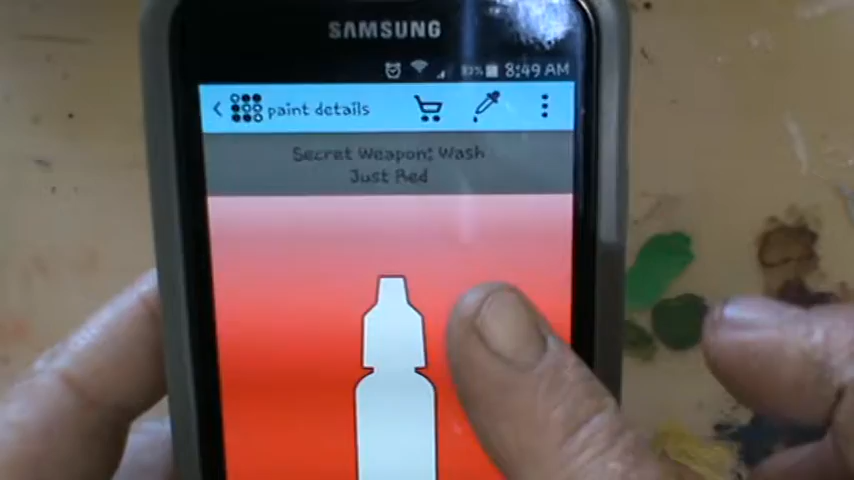 SAMSUNG
8:49 AM
paint details
Secret Weapon: Wash
Just Red